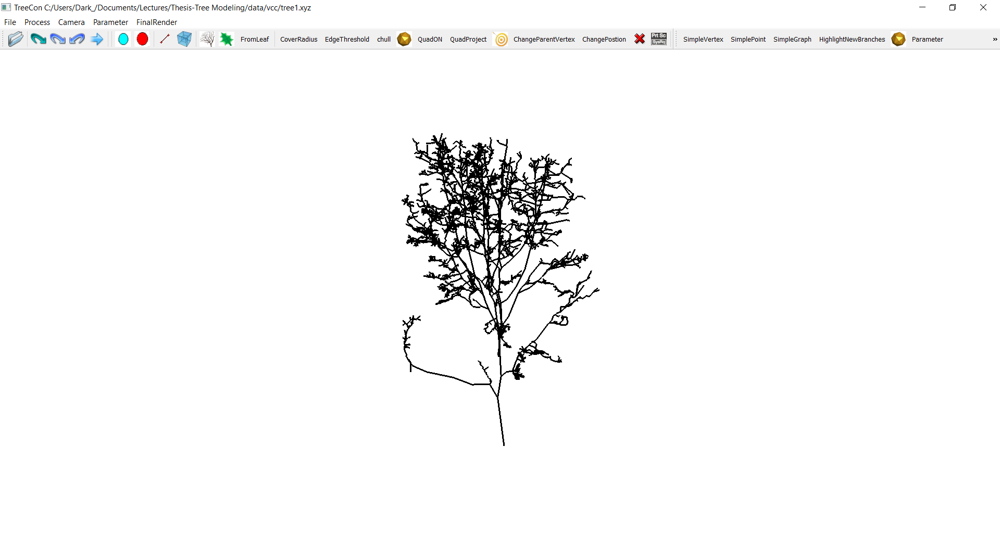 TreeCon C:/Users/Dark_/Documents/Lectures/Thesis-Tree Modeling/data/vcc/tree1.xyz
File Process Camera Parameter FinalRender
FromLeaf CoverRadius EdgeThreshold chull QuadON QuadProject ChangeParentVertex ChangePostion Prt Sc SysRq SimpleVertex SimplePoint SimpleGraph HighlightNewBranches Parameter »